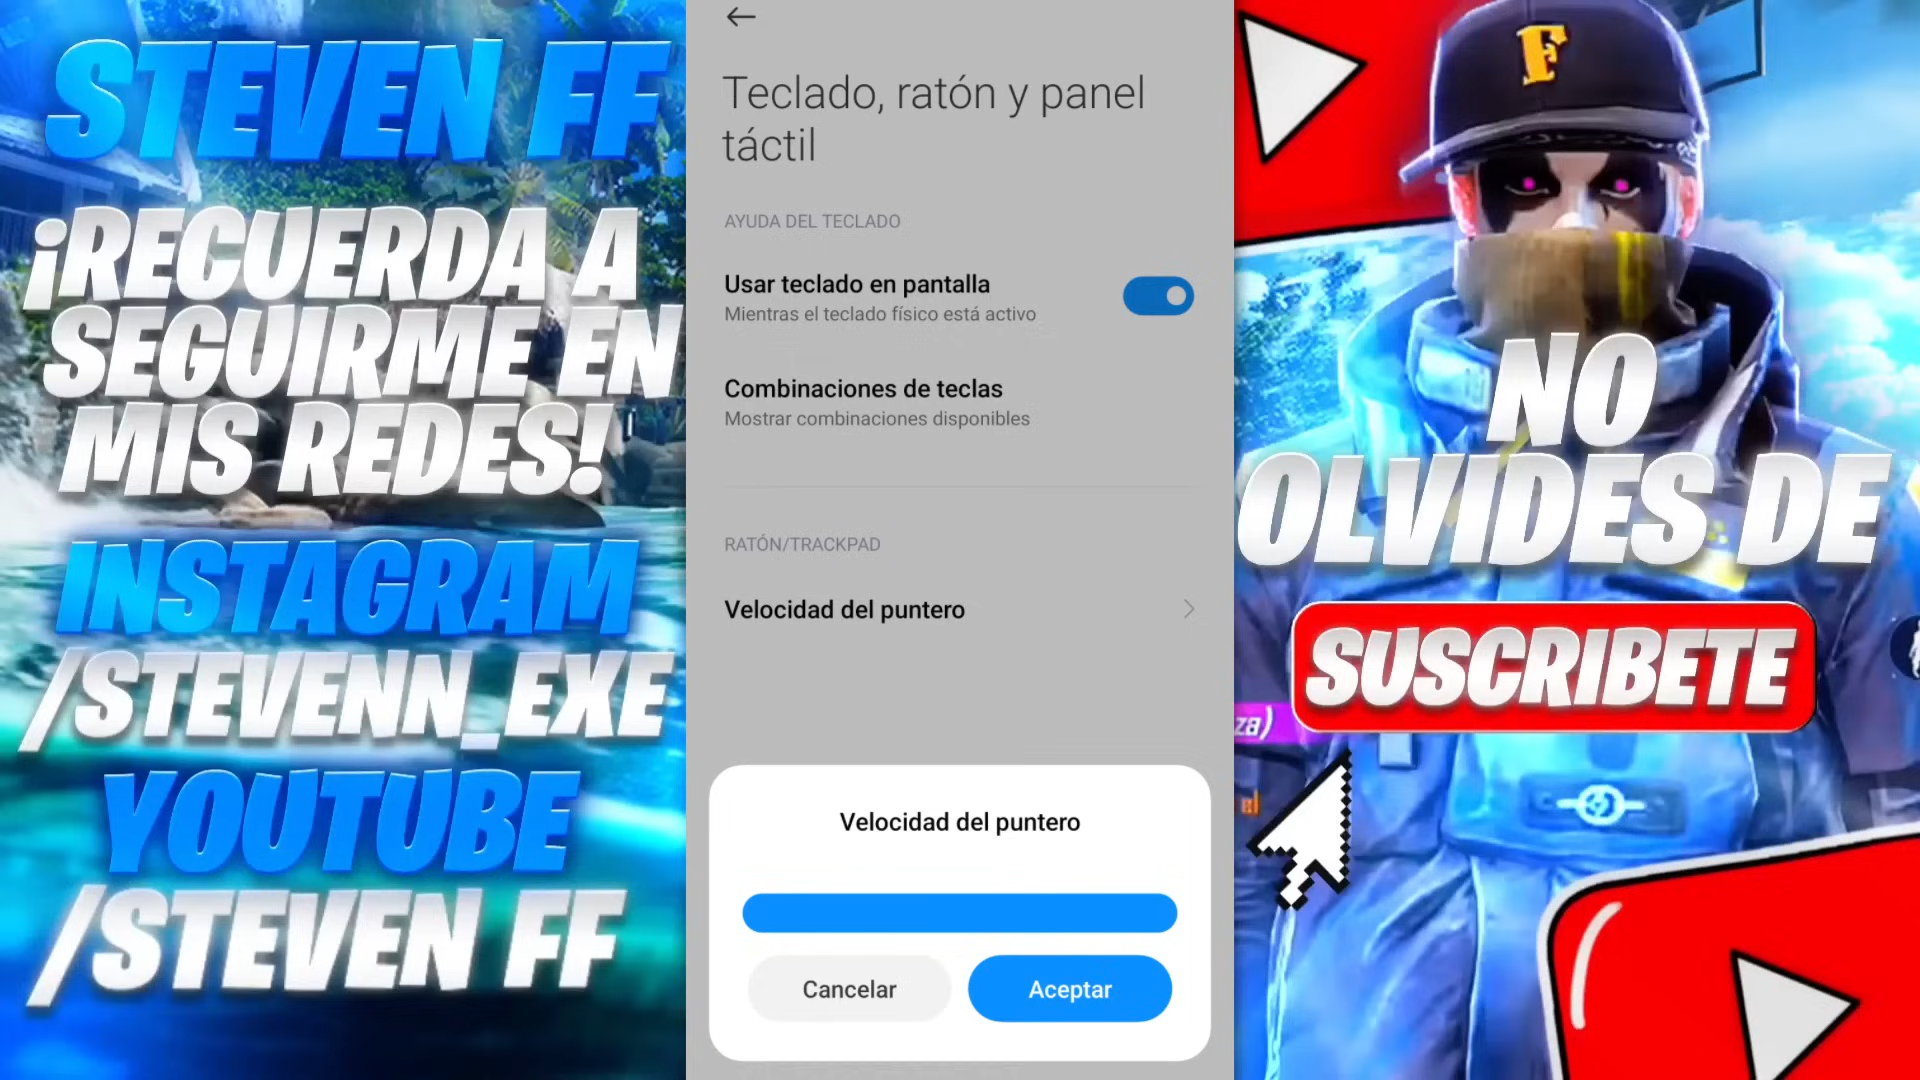 STEVEN FF
¡RECUERDA A
SEGUIRME EN
MIS REDES!
INSTAGRAM
/STEVENN_EXE
YOUTUBE
/STEVEN FF
Teclado, ratón y panel
táctil
AYUDA DEL TECLADO
Usar teclado en pantalla
Mientras el teclado físico está activo
Combinaciones de teclas
Mostrar combinaciones disponibles
RATÓN/TRACKPAD
Velocidad del puntero
Velocidad del puntero
Cancelar
Aceptar
F
NO
OLVIDES DE
SUSCRIBETE
za)
el